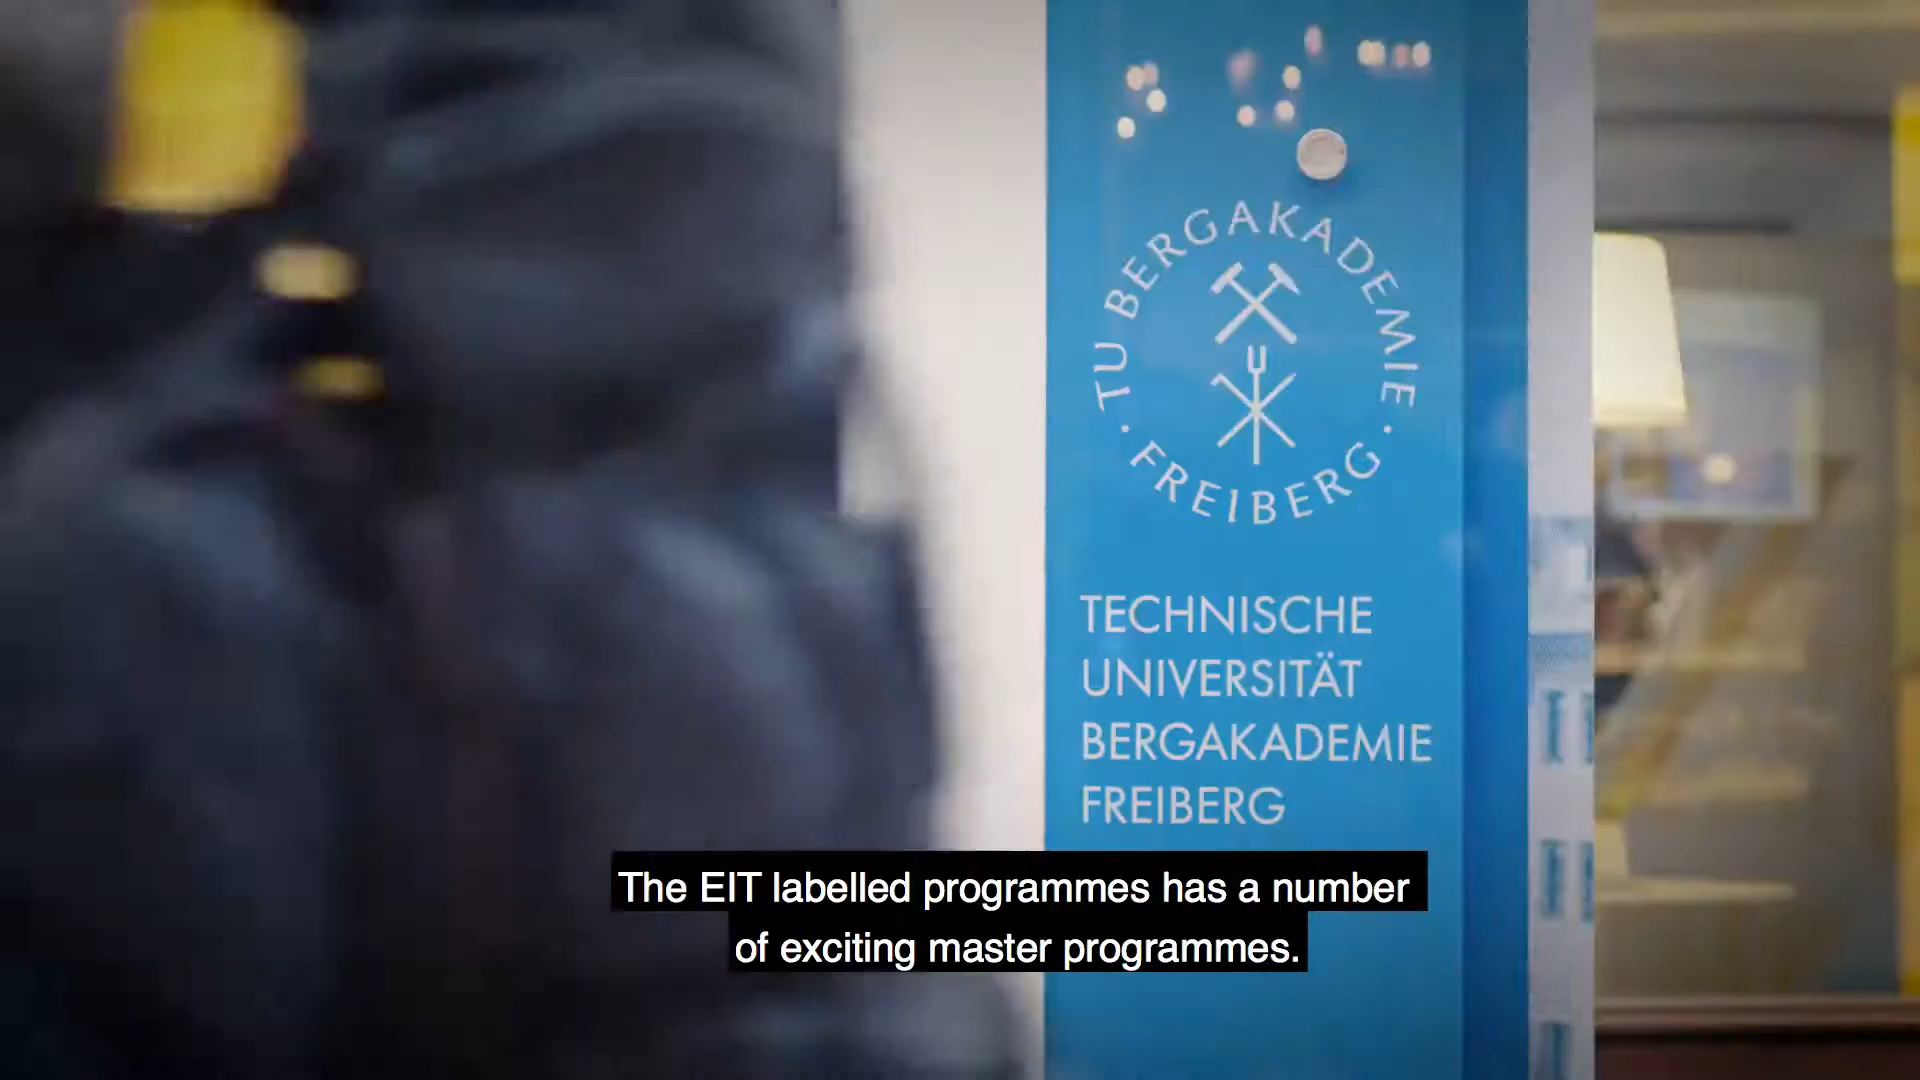 TU BERGAKADEMIE
· FREIBERG ·
TECHNISCHE
UNIVERSITÄT
BERGAKADEMIE
FREIBERG
The EIT labelled programmes has a number
of exciting master programmes.